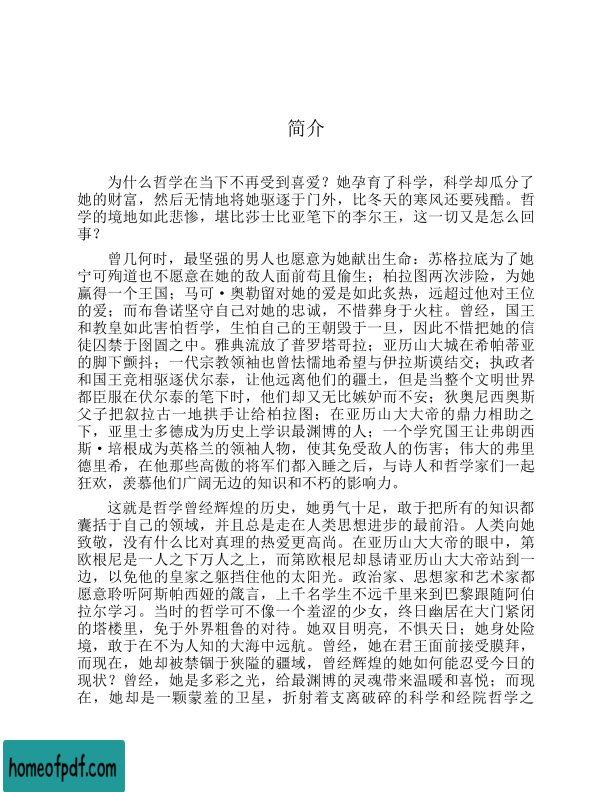 简介
为什么哲学在当下不再受到喜爱？她孕育了科学，科学却瓜分了
她的财富，然后无情地将她驱逐于门外，比冬天的寒风还要残酷。哲
学的境地如此悲惨，堪比莎士比亚笔下的李尔王，这一切又是怎么回
事？
曾几何时，最坚强的男人也愿意为她献出生命：苏格拉底为了她
宁可殉道也不愿意在她的敌人面前苟且偷生；柏拉图两次涉险，为她
赢得一个王国；马可·奥勒留对她的爱是如此炙热，远超过他对王位
的爱；而布鲁诺坚守自己对她的忠诚，不惜葬身于火柱。曾经，国王
和教皇如此害怕哲学，生怕自己的王朝毁于一旦，因此不惜把她的信
徒囚禁于囹圄之中。雅典流放了普罗塔哥拉；亚历山大城在希帕蒂亚
的脚下颤抖；一代宗教领袖也曾怯懦地希望与伊拉斯谟结交；执政者
和国王竞相驱逐伏尔泰，让他远离他们的疆土，但是当整个文明世界
都臣服在伏尔泰的笔下时，他们却又无比嫉妒而不安；狄奥尼西奥斯
父子把叙拉古一地拱手让给柏拉图；在亚历山大大帝的鼎力相助之
下，亚里士多德成为历史上学识最渊博的人；一个学究国王让弗朗西
斯·培根成为英格兰的领袖人物，使其免受敌人的伤害；伟大的弗里
德里希，在他那些高傲的将军们都入睡之后，与诗人和哲学家们一起
狂欢，羡慕他们广阔无边的知识和不朽的影响力。
这就是哲学曾经辉煌的历史，她勇气十足，敢于把所有的知识都
囊括于自己的领域，并且总是走在人类思想进步的最前沿。人类向她
致敬，没有什么比对真理的热爱更高尚。在亚历山大大帝的眼中，第
欧根尼是一人之下万人之上，而第欧根尼却恳请亚历山大大帝站到一
边，以免他的皇家之躯挡住他的太阳光。政治家、思想家和艺术家都
愿意聆听阿斯帕西娅的箴言，上千名学生不远千里来到巴黎跟随阿伯
拉尔学习。当时的哲学可不像一个羞涩的少女，终日幽居在大门紧闭
的塔楼里，免于外界粗鲁的对待。她双目明亮，不惧天日；她身处险
境，敢于在不为人知的大海中远航。曾经，她在君王面前接受膜拜，
而现在，她却被禁锢于狭隘的疆域，曾经辉煌的她如何能忍受今日的
现状？曾经，她是多彩之光，给最渊博的灵魂带来温暖和喜悦；而现
在，她却是一颗蒙羞的卫星，折射着支离破碎的科学和经院哲学之
homeofpdf.com